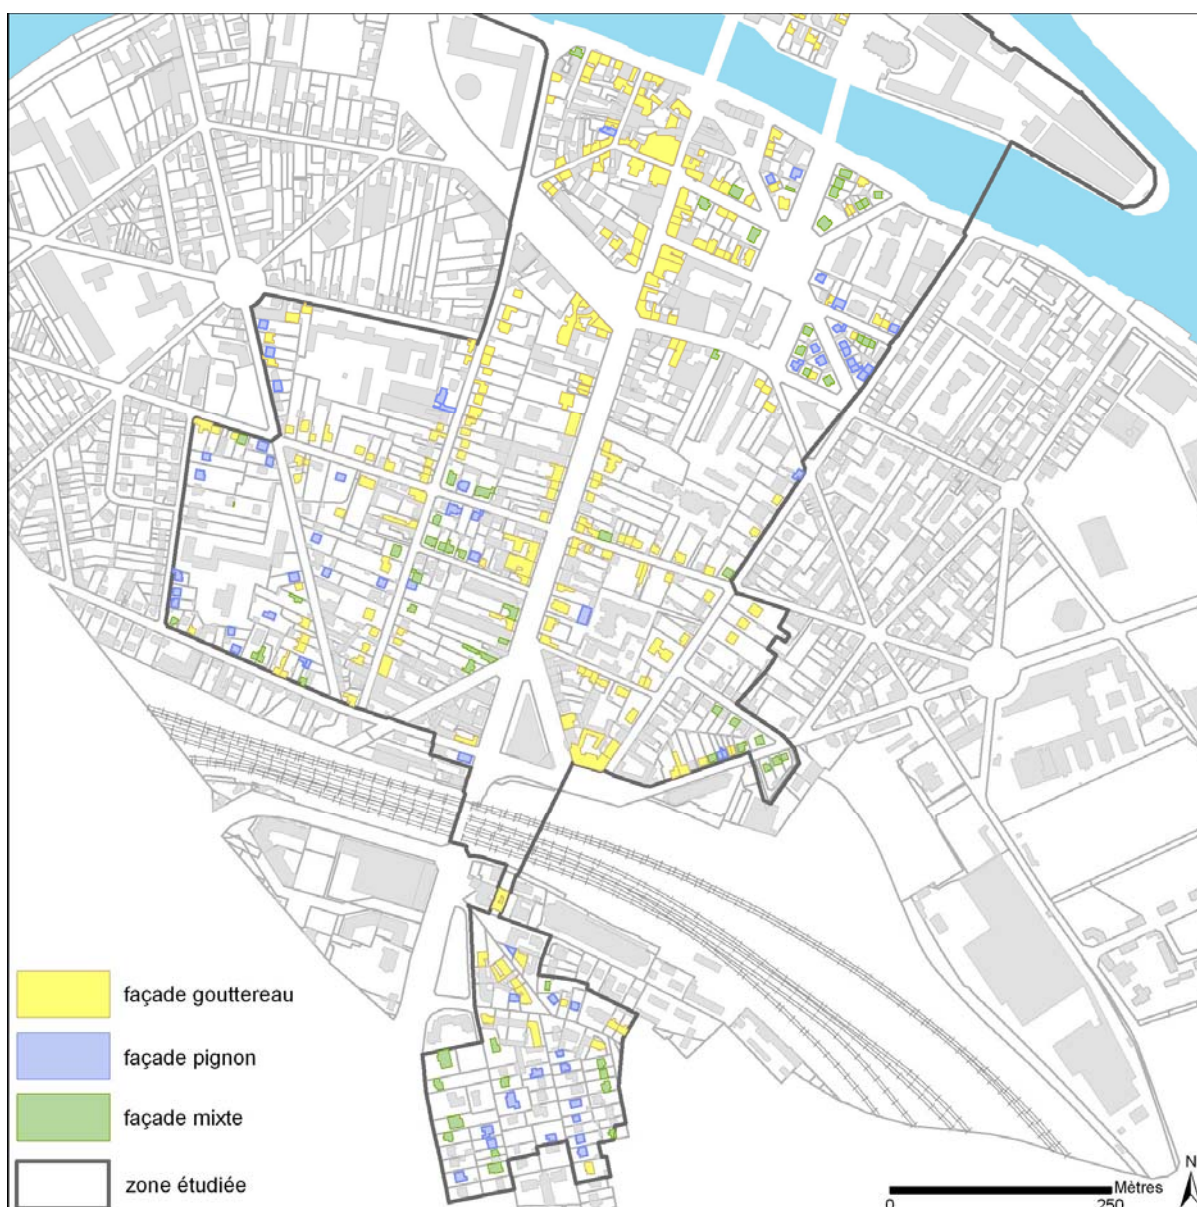 façade gouttereau
façade pignon
façade mixte
zone étudiée
N
Mètres
0 250